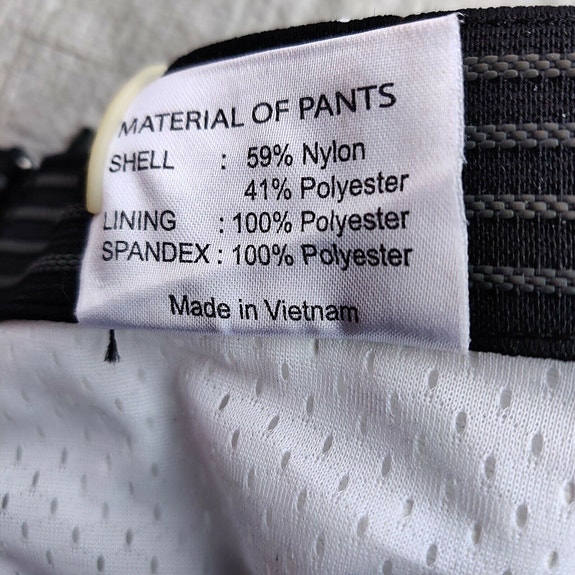 MATERIAL OF PANTS
SHELL : 59% Nylon
41% Polyester
LINING : 100% Polyester
SPANDEX : 100% Polyester
Made in Vietnam